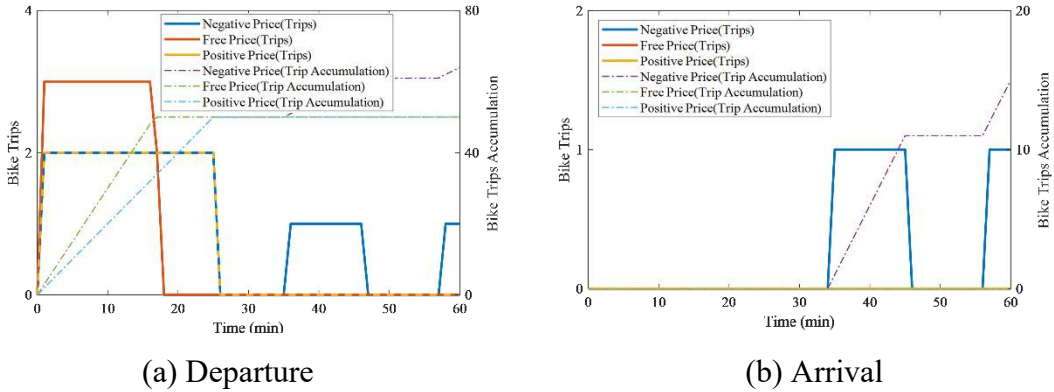 4
2
0
80
40
0
Bike Trips
Bike Trips Accumulation
Negative Price(Trips)
Free Price(Trips)
Positive Price(Trips)
Negative Price(Trip Accumulation)
Free Price(Trip Accumulation)
Positive Price(Trip Accumulation)
0 10 20 30 40 50 60
Time (min)
(a) Departure
2
1
0
20
10
0
Bike Trips
Bike Trips Accumulation
Negative Price(Trips)
Free Price(Trips)
Positive Price(Trips)
Negative Price(Trip Accumulation)
Free Price(Trip Accumulation)
Positive Price(Trip Accumulation)
0 10 20 30 40 50 60
Time (min)
(b) Arrival